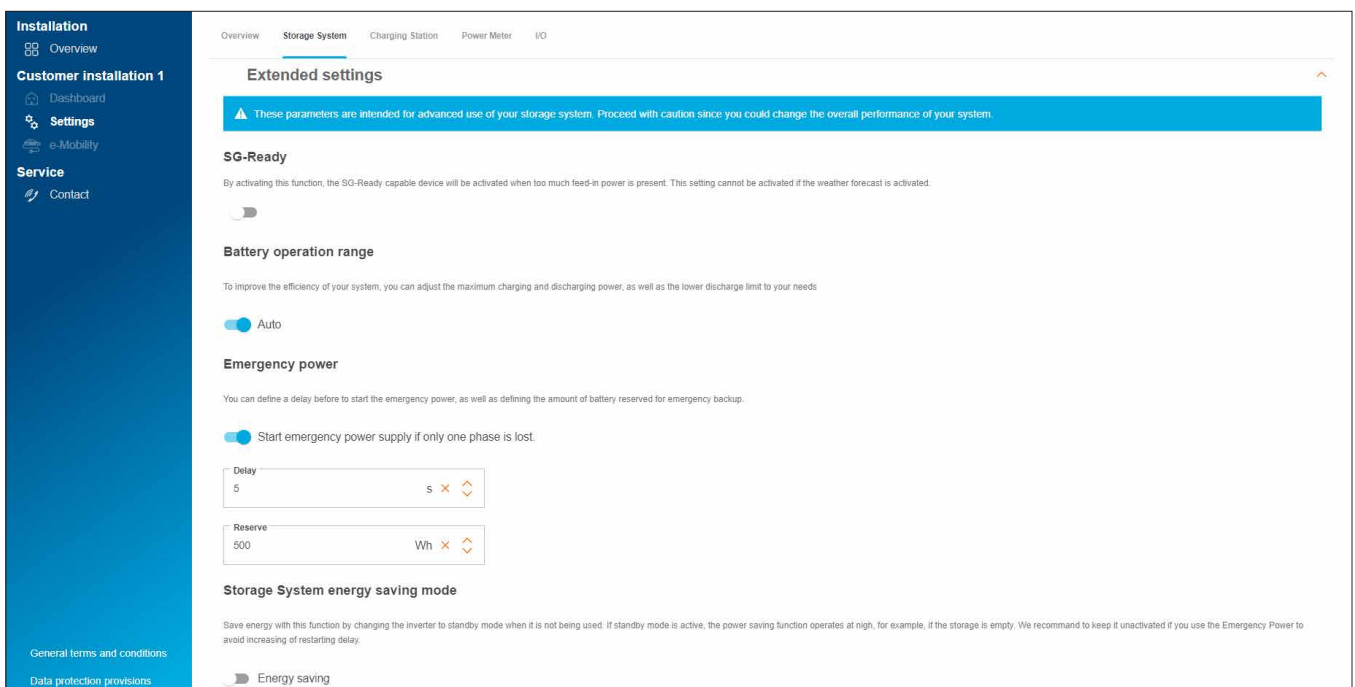 Installation
Overview
Customer installation 1
Dashboard
Settings
e-Mobility
Service
Contact
General terms and conditions
Data protection provisions
Overview Storage System Charging Station Power Meter I/O
Extended settings
These parameters are intended for advanced use of your storage system. Proceed with caution since you could change the overall performance of your system.
SG-Ready
By activating this function, the SG-Ready capable device will be activated when too much feed-in power is present. This setting cannot be activated if the weather forecast is activated.
Battery operation range
To improve the efficiency of your system, you can adjust the maximum charging and discharging power, as well as the lower discharge limit to your needs
Auto
Emergency power
You can define a delay before to start the emergency power, as well as defining the amount of battery reserved for emergency backup.
Start emergency power supply if only one phase is lost.
Delay
5 s
Reserve
500 Wh
Storage System energy saving mode
Save energy with this function by changing the inverter to standby mode when it is not being used. If standby mode is active, the power saving function operates at nigh, for example, if the storage is empty. We recommand to keep it unactivated if you use the Emergency Power to
avoid increasing of restarting delay.
Energy saving